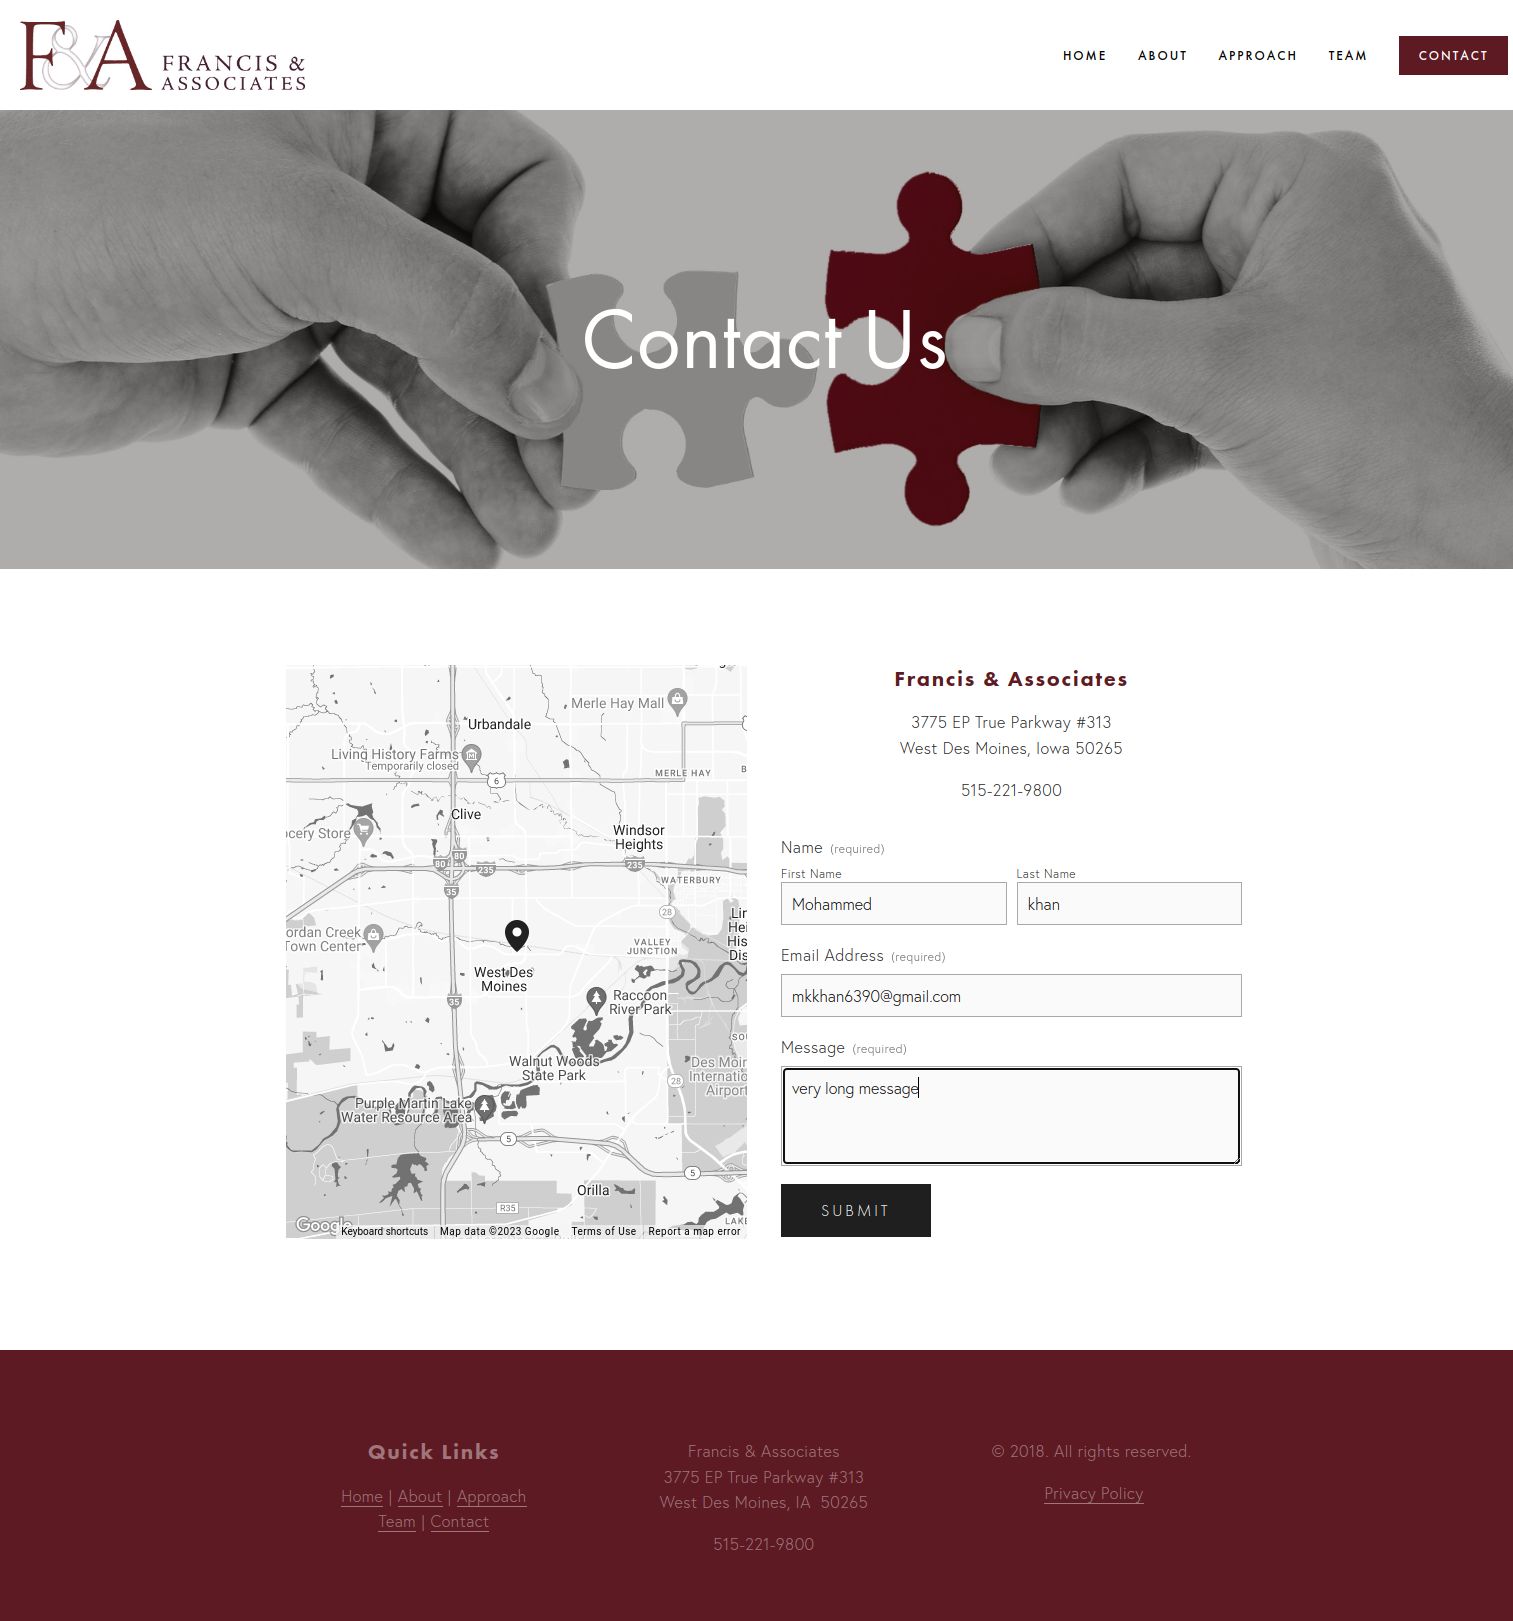 F&A FRANCIS &
ASSOCIATES
HOME ABOUT APPROACH TEAM CONTACT
Contact Us
Merle Hay Mall
Urbandale
Living History Farms
Temporarily closed
MERLE HAY
6
Clive
ocery Store
Windsor
Heights
80
80
235
235
WATERBURY
35
28
ordan Creek
Town Center
VALLEY
JUNCTION
West Des
Moines
35
Raccoon
River Park
Walnut Woods
State Park
28
Purple Martin Lake
Water Resource Area
5
5
Orilla
R35
Google
Keyboard shortcuts Map data ©2023 Google Terms of Use Report a map error
Francis & Associates
3775 EP True Parkway #313
West Des Moines, Iowa 50265
515-221-9800
Name (required)
First Name Last Name
Mohammed khan
Email Address (required)
mkkhan6390@gmail.com
Message (required)
very long message
SUBMIT
Quick Links
Home | About | Approach
Team | Contact
Francis & Associates
3775 EP True Parkway #313
West Des Moines, IA 50265
515-221-9800
© 2018. All rights reserved.
Privacy Policy